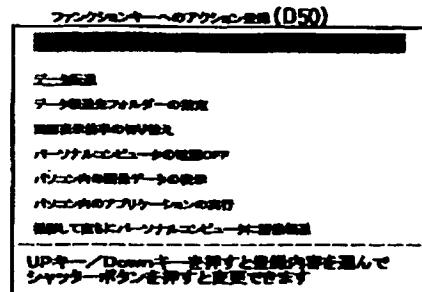 ファンクションキーへのアクション登録(D50)
データ転送
データ転送先フォルダーの指定
画面表示倍率の切り替え
パーソナルコンピュータの電源OFF
パソコン内の画像データの表示
パソコン内のアプリケーションの実行
撮影して直ちにパーソナルコンピュータに画像転送
UPキー/Downキーを押すと登録内容を選んで
シャッターボタンを押すと変更できます